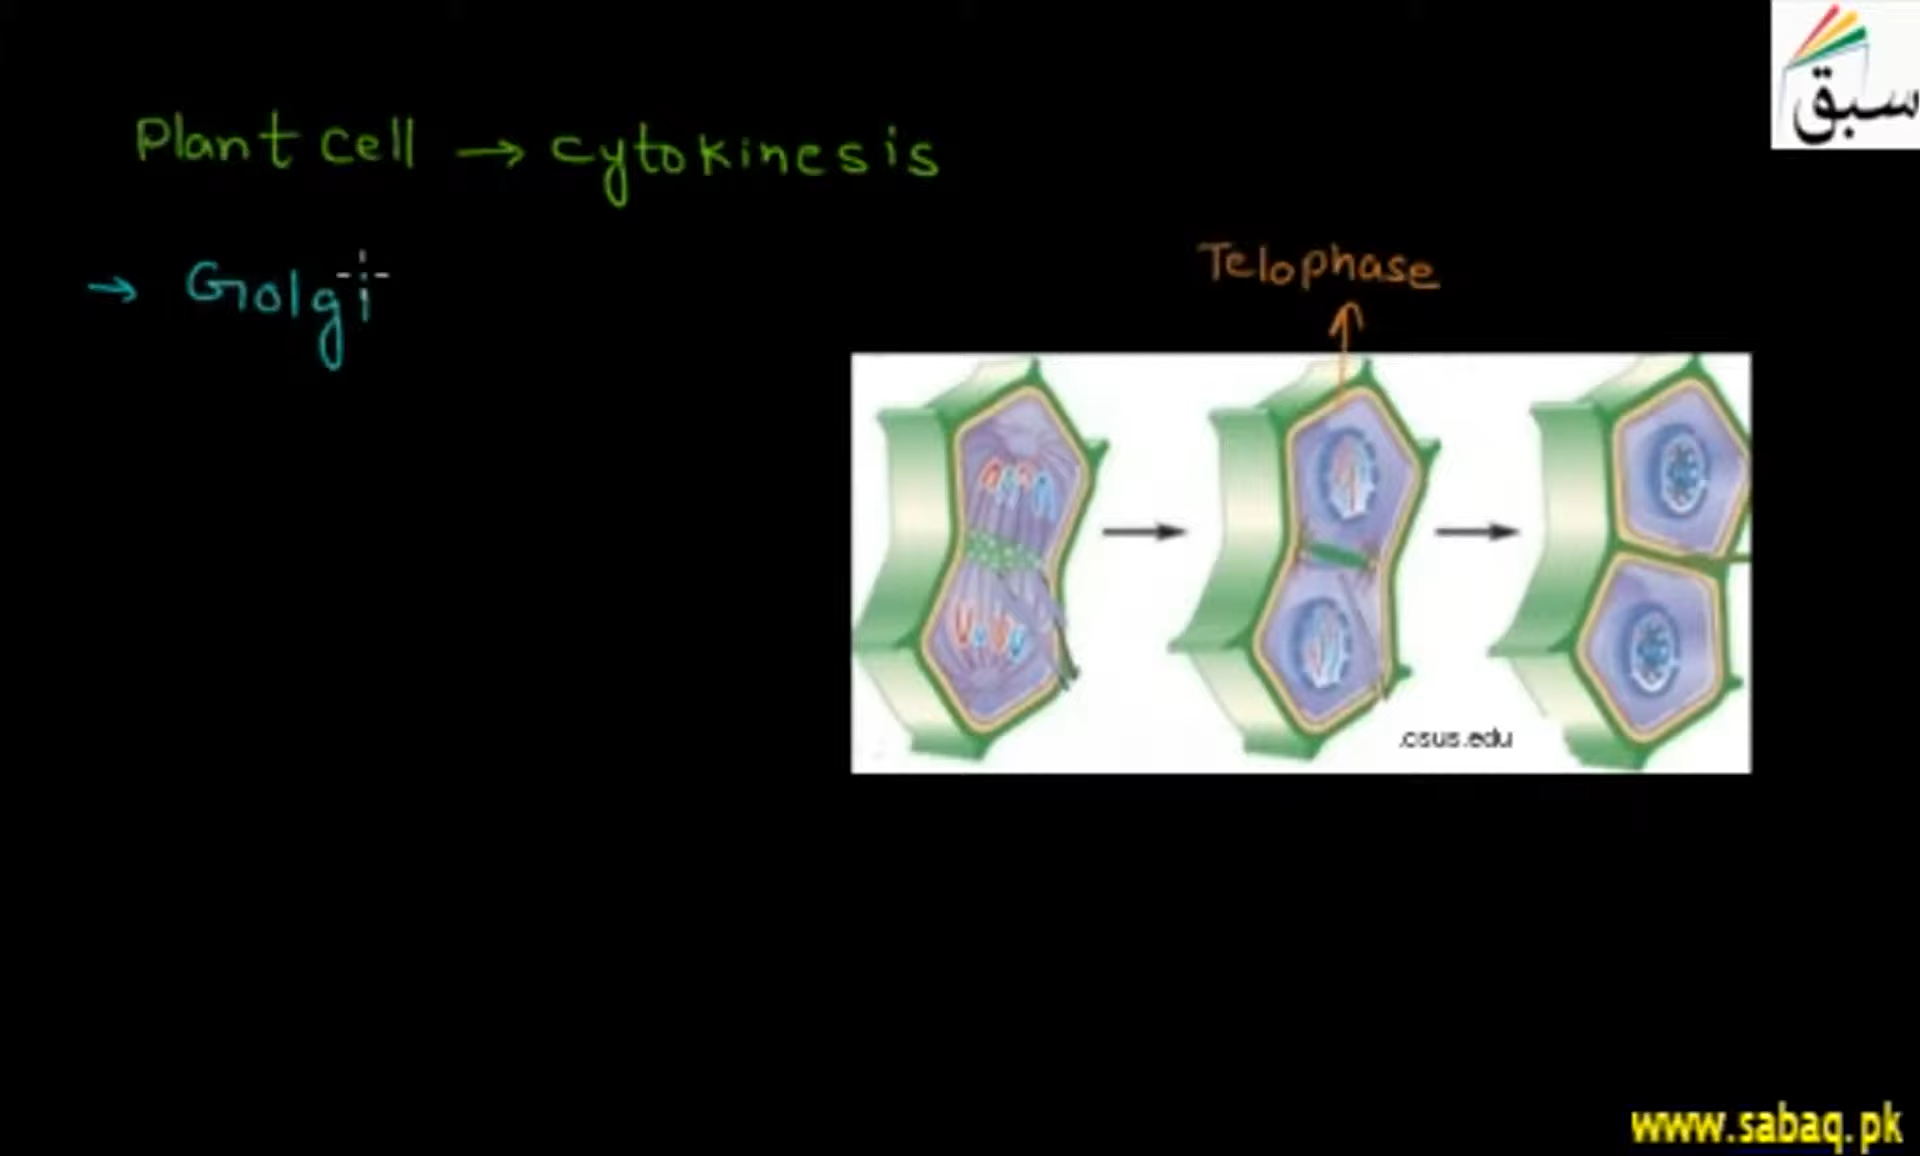 سبق
Plant cell → cytokinesis
→ Golgi
Telophase
.csus.edu
www.sabaq.pk